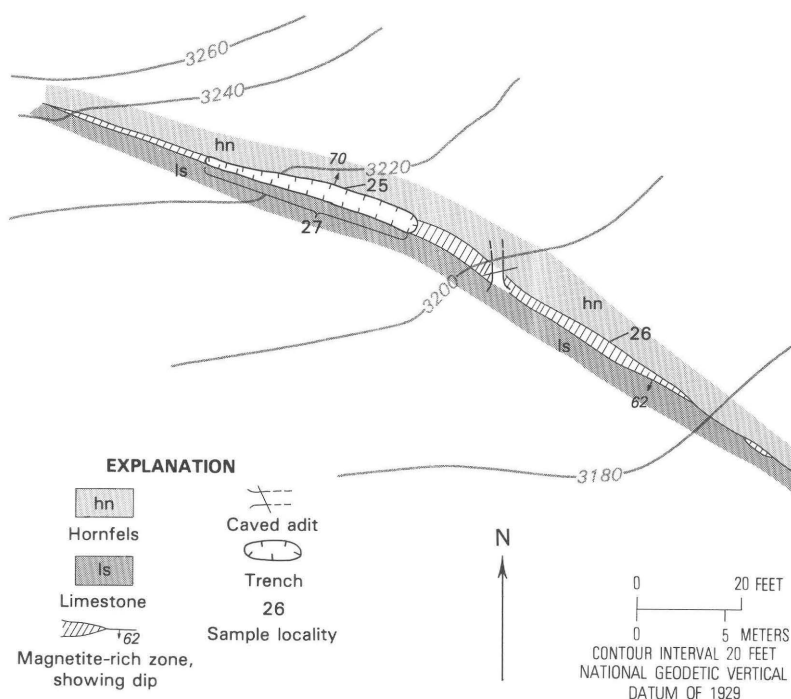 3260
3240
hn
70
3220
ls
25
27
3200
hn
26
ls
62
3180
EXPLANATION
hn
Hornfels
ls
Limestone
62
Magnetite-rich zone,
showing dip
Caved adit
Trench
26
Sample locality
N
0 20 FEET
0 5 METERS
CONTOUR INTERVAL 20 FEET
NATIONAL GEODETIC VERTICAL
DATUM OF 1929